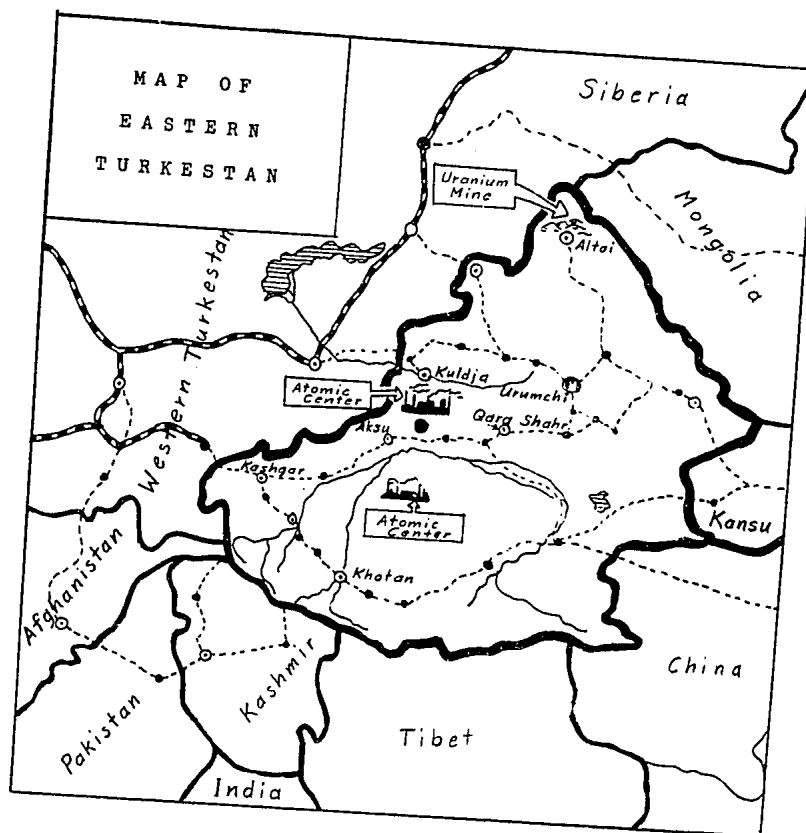 MAP OF
EASTERN
TURKESTAN
Siberia
Uranium
Mine
Altai
Mongolia
Western Turkestan
Kuldja
Urumchi
Atomic
Center
Qara Shahr
Aksu
Kashqar
Atomic
Center
Kansu
Khotan
Afghanistan
Kashmir
China
Pakistan
Tibet
India